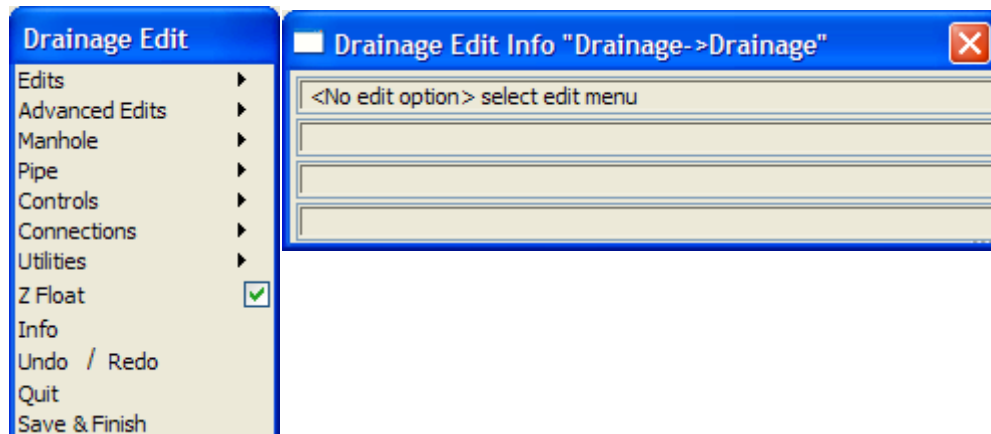 Drainage Edit
Edits
Advanced Edits
Manhole
Pipe
Controls
Connections
Utilities
Z Float
Info
Undo / Redo
Quit
Save & Finish
Drainage Edit Info "Drainage->Drainage"
<No edit option> select edit menu